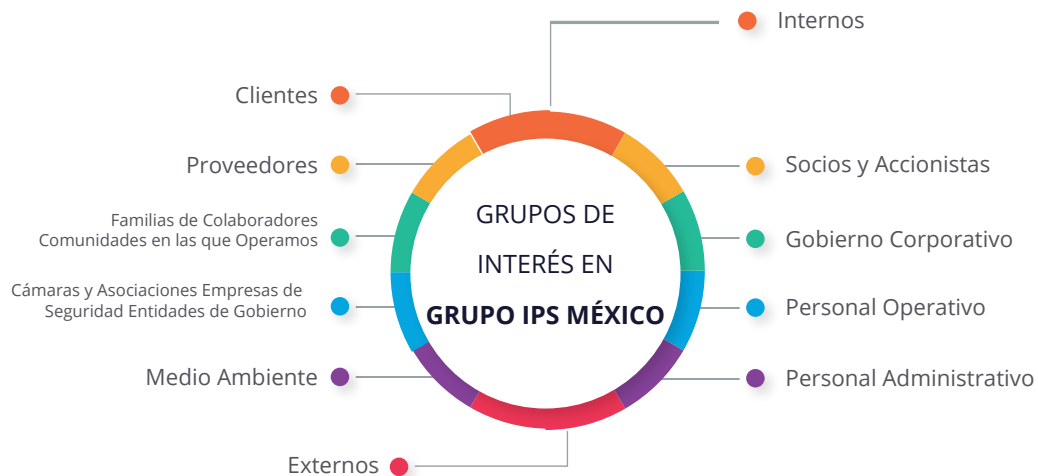 Internos
Clientes
Proveedores
Familias de Colaboradores
Comunidades en las que Operamos
Cámaras y Asociaciones Empresas de
Seguridad Entidades de Gobierno
Medio Ambiente
Externos
GRUPOS DE
INTERÉS EN
GRUPO IPS MÉXICO
Socios y Accionistas
Gobierno Corporativo
Personal Operativo
Personal Administrativo